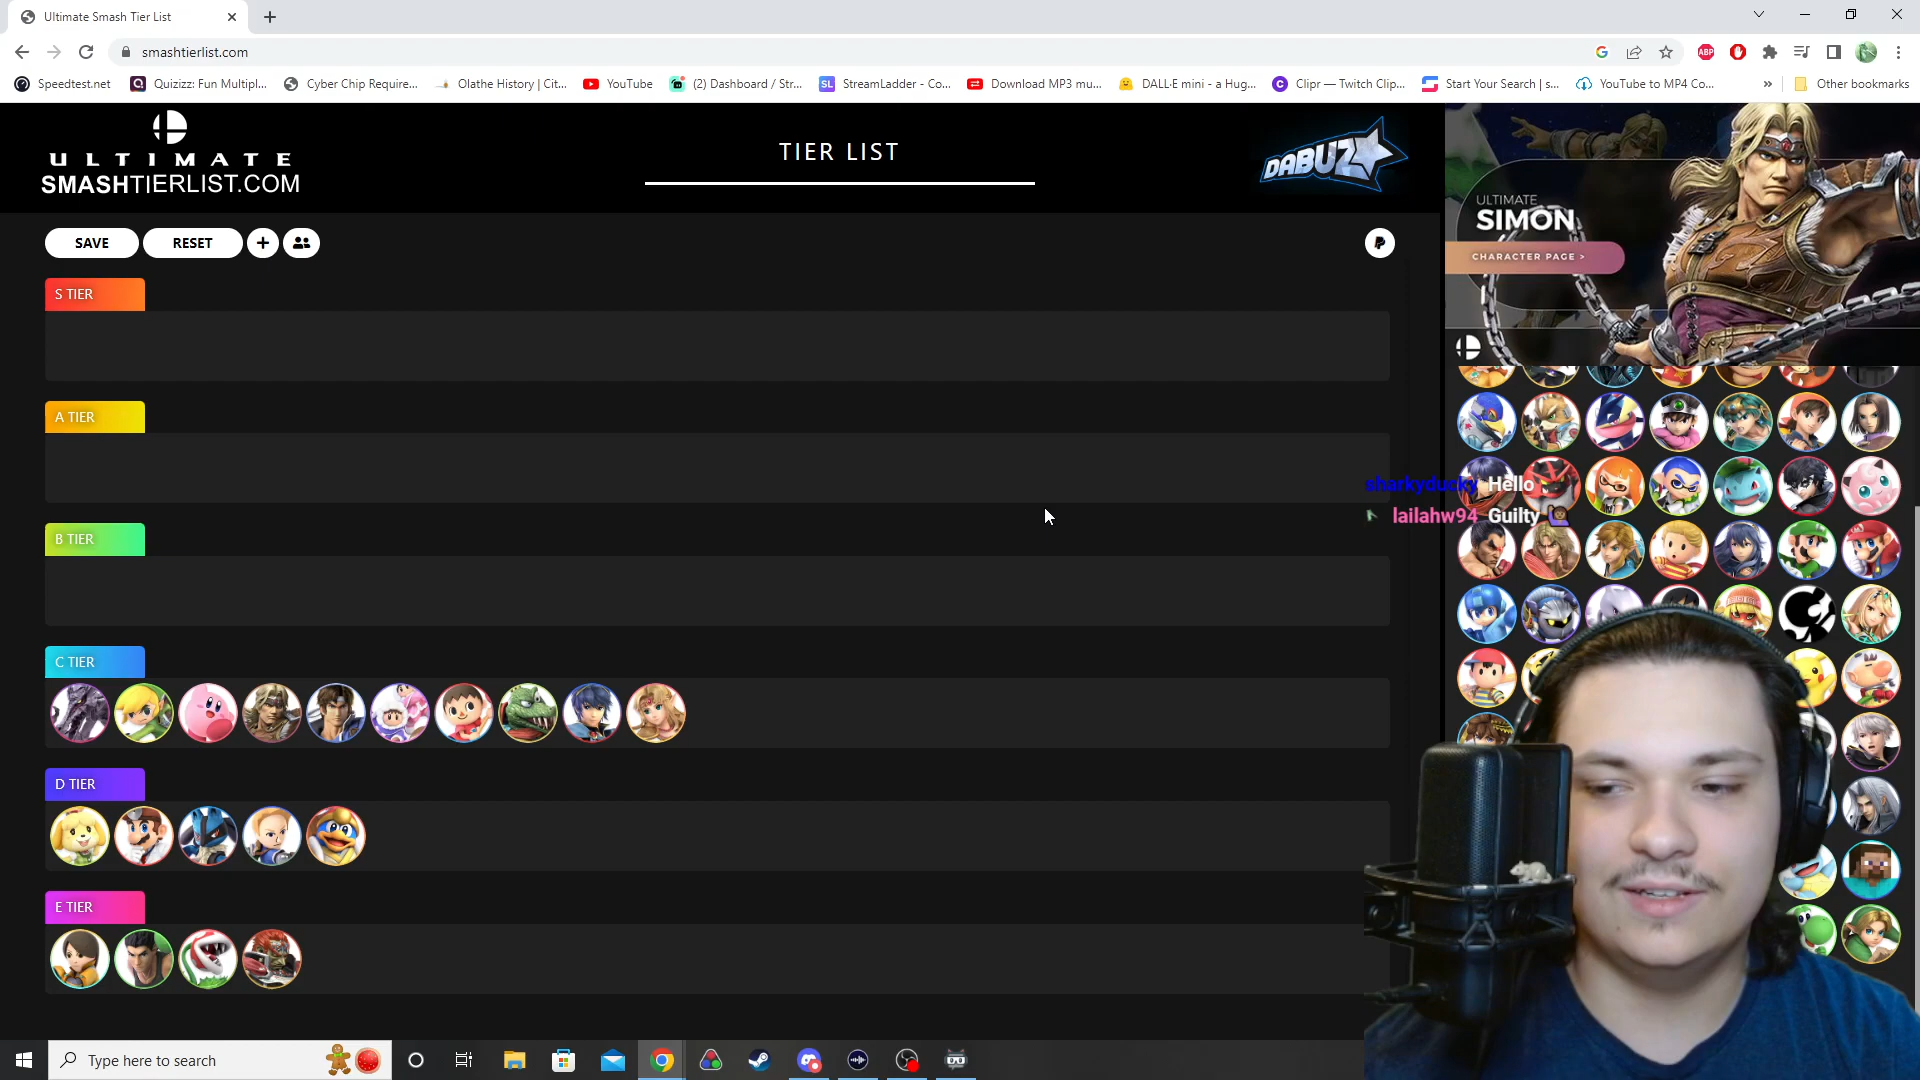 Ultimate Smash Tier List
smashtierlist.com
Speedtest.net
Quizizz: Fun Multipl...
Cyber Chip Require...
Olathe History | Cit...
YouTube
(2) Dashboard / Str...
StreamLadder - Co...
Download MP3 mu...
DALL·E mini - a Hug...
Clipr — Twitch Clip...
Start Your Search | s...
YouTube to MP4 Co...
»
Other bookmarks
ULTIMATE
SMASHTIERLIST.COM
TIER LIST
DABUZ
ULTIMATE
SIMON
CHARACTER PAGE >
SAVE
RESET
+
S TIER
A TIER
sharkyducky Hello
lailahw94 Guilty
B TIER
C TIER
D TIER
E TIER
Type here to search